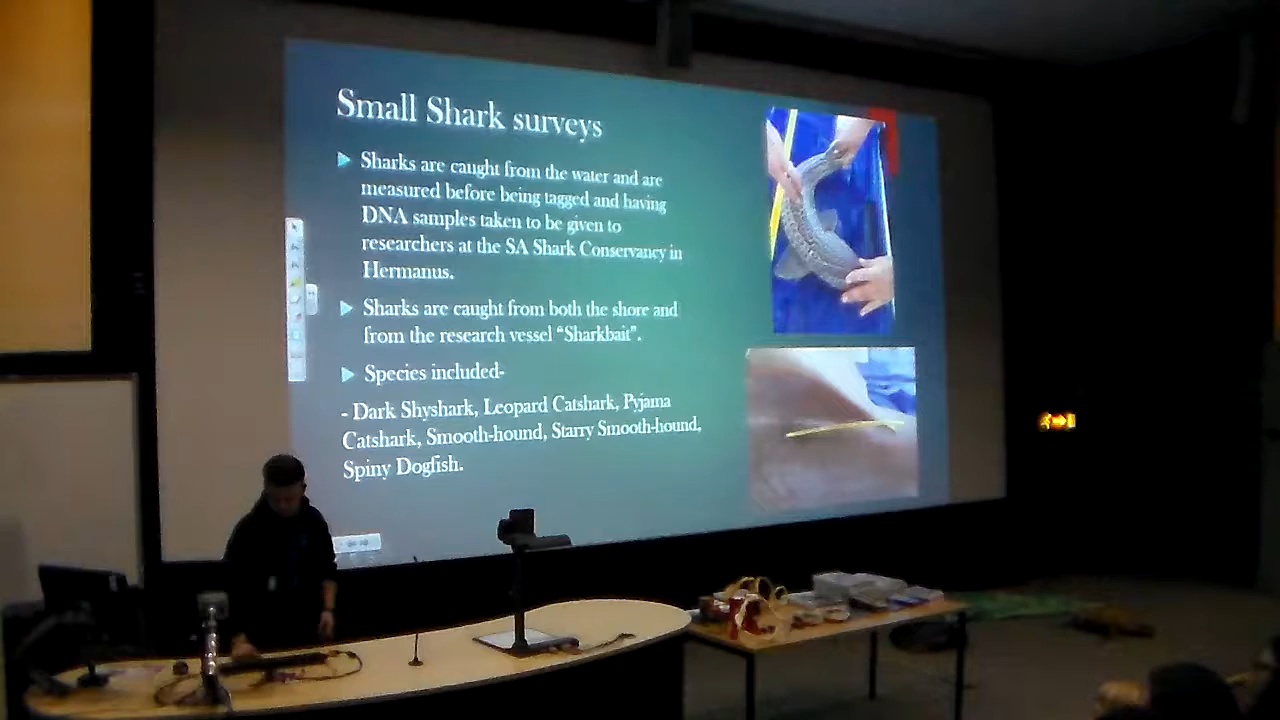 Small Shark surveys
Sharks are caught from the water and are
measured before being tagged and having
DNA samples taken to be given to
researchers at the SA Shark Conservancy in
Hermanus.
Sharks are caught from both the shore and
from the research vessel “Sharkbait”.
Species included-
- Dark Shyshark, Leopard Catshark, Pyjama
Catshark, Smooth-hound, Starry Smooth-hound,
Spiny Dogfish.